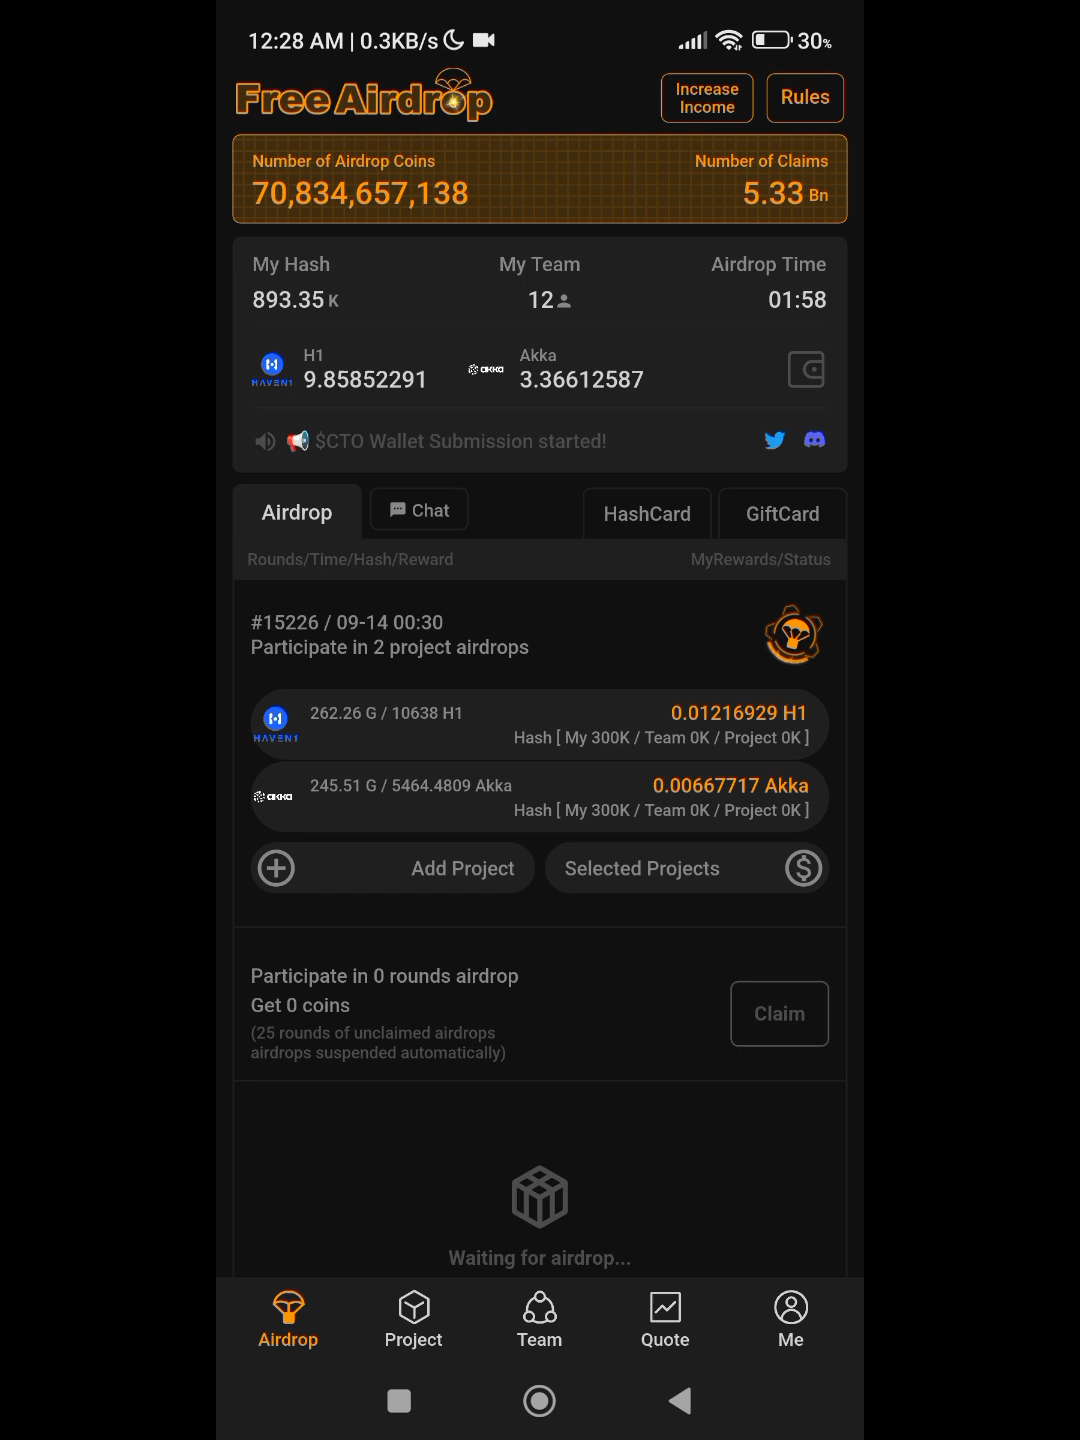 12:28 AM | 0.3KB/s 30%
Free Airdrop
Increase Income
Rules
Number of Airdrop Coins Number of Claims
70,834,657,138 5.33 Bn
My Hash My Team Airdrop Time
893.35 K 12 01:58
H1 Akka
HAVEN1 9.85852291 akka 3.36612587
$CTO Wallet Submission started!
Airdrop Chat HashCard GiftCard
Rounds/Time/Hash/Reward MyRewards/Status
#15226 / 09-14 00:30
Participate in 2 project airdrops
262.26 G / 10638 H1 0.01216929 H1
HAVEN1 Hash [ My 300K / Team 0K / Project 0K ]
245.51 G / 5464.4809 Akka 0.00667717 Akka
akka Hash [ My 300K / Team 0K / Project 0K ]
Add Project Selected Projects
Participate in 0 rounds airdrop
Get 0 coins
Claim
(25 rounds of unclaimed airdrops
airdrops suspended automatically)
Waiting for airdrop...
Airdrop Project Team Quote Me